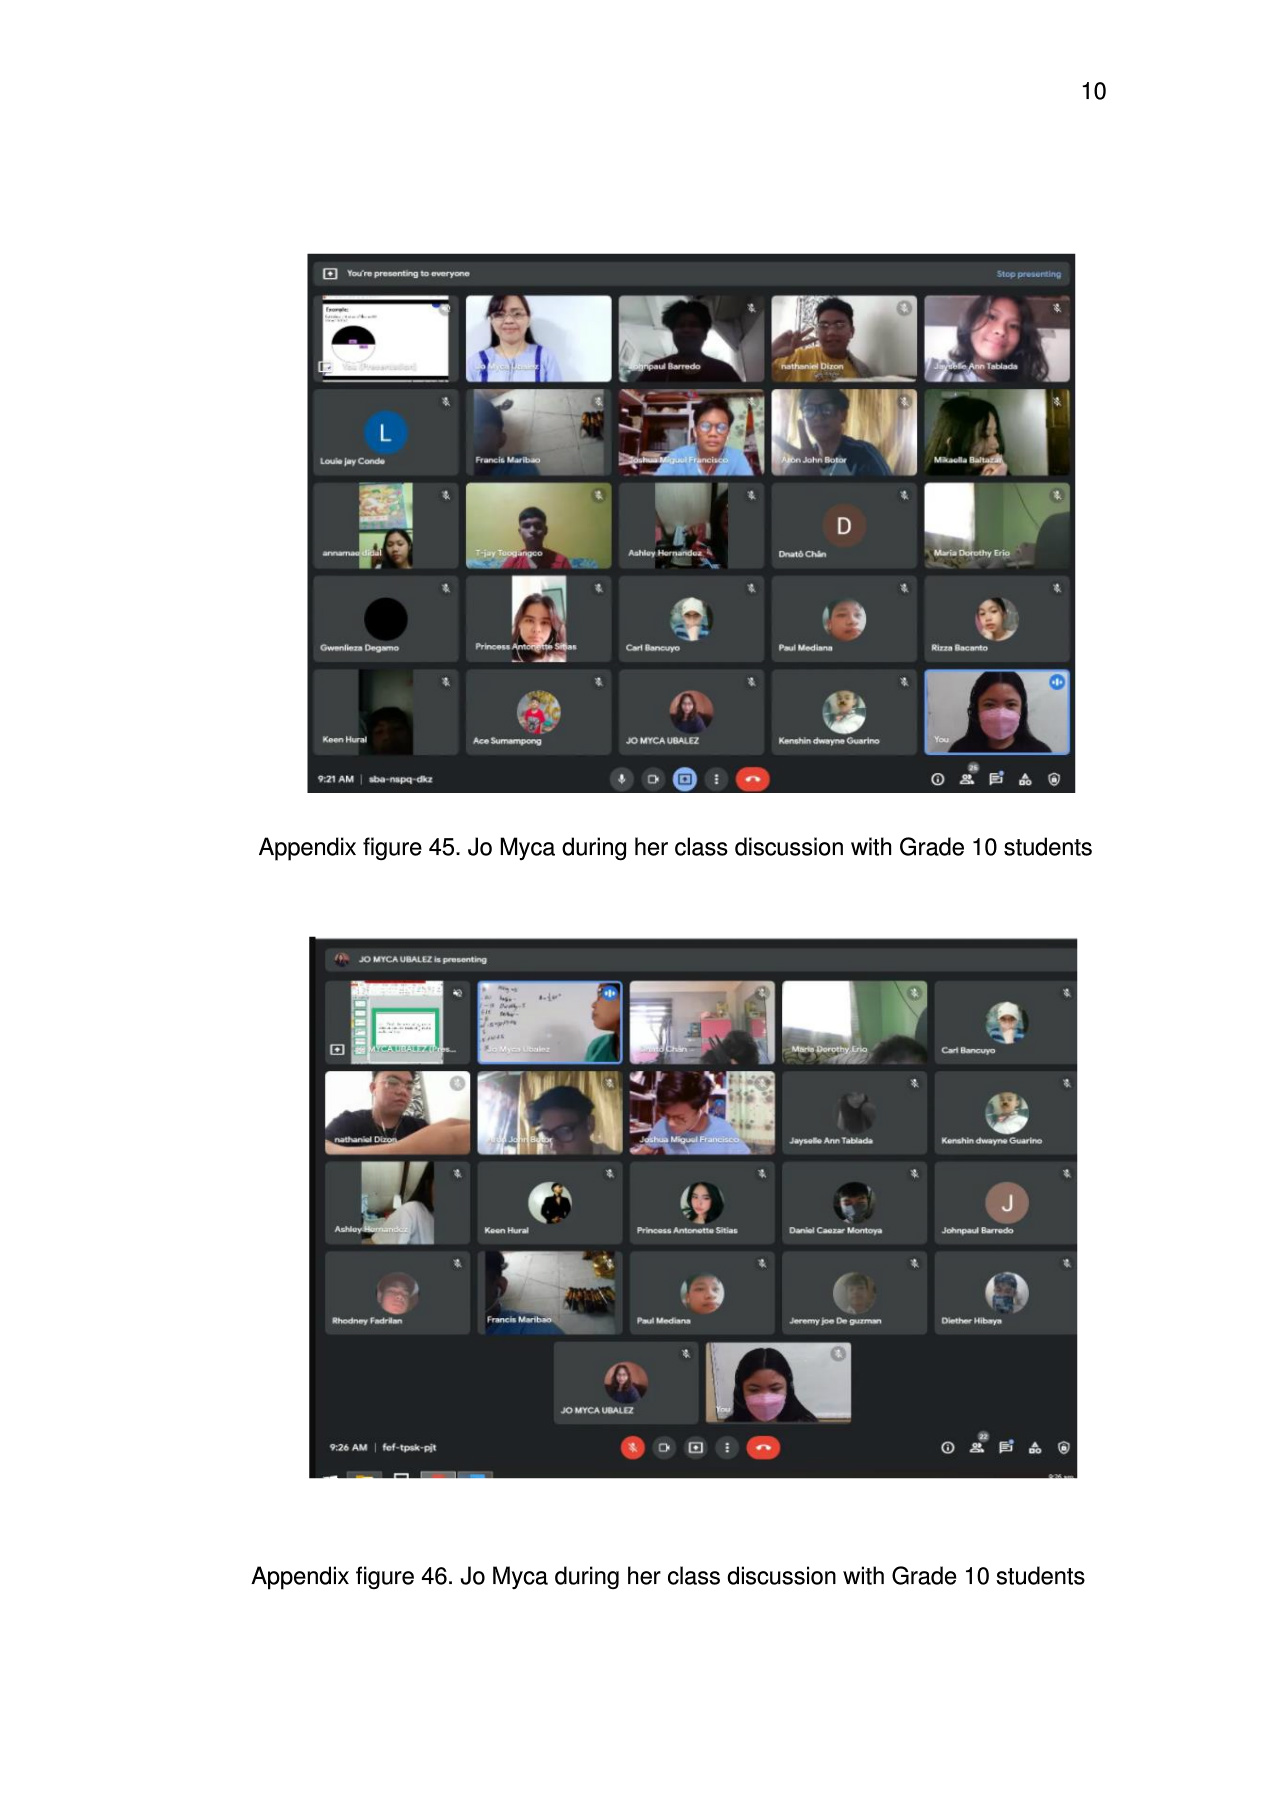 10
You're presenting to everyone
Stop presenting
Example:
You (Presentation)
Jo Myca Ubalez
Johnpaul Barredo
nathaniel Dizon
Jayselle Ann Tablada
L
Louie jay Conde
Francis Maribao
Joshua Miguel Francisco
Aron John Botor
Mikaella Baltazar
annamae didal
T-jay Teogangco
Ashley Hernandez
D
Dnatô Chân
Maria Dorothy Erio
Gwenlieza Degamo
Princess Antonette Sitias
Carl Bancuyo
Paul Mediana
Rizza Bacanto
Keen Hural
Ace Sumampong
JO MYCA UBALEZ
Kenshin dwayne Guarino
You
9:21 AM | sba-nspq-dkz
25
Appendix figure 45. Jo Myca during her class discussion with Grade 10 students
JO MYCA UBALEZ is presenting
MYCA UBALEZ (Pres...
Jo Myca Ubalez
Dnatô Chân
Maria Dorothy Erio
Carl Bancuyo
nathaniel Dizon
Aron John Botor
Joshua Miguel Francisco
Jayselle Ann Tablada
Kenshin dwayne Guarino
Ashley Hernandez
Keen Hural
Princess Antonette Sitias
Daniel Caezar Montoya
J
Johnpaul Barredo
Rhodney Fadrilan
Francis Maribao
Paul Mediana
Jeremy joe De guzman
Diether Hibaya
JO MYCA UBALEZ
You
9:26 AM | fef-tpsk-pjt
22
Appendix figure 46. Jo Myca during her class discussion with Grade 10 students